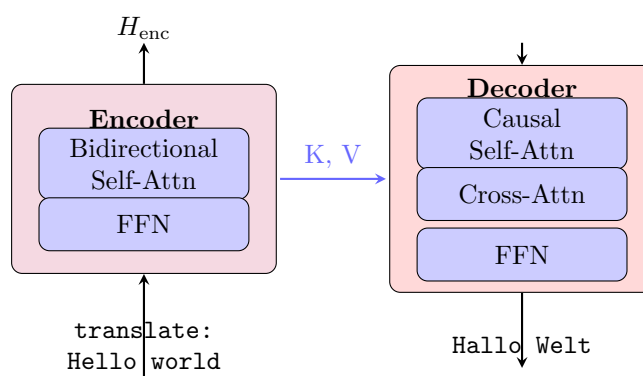 H_enc
Encoder
Bidirectional
Self-Attn
FFN
translate:
Hello world
K, V
Decoder
Causal
Self-Attn
Cross-Attn
FFN
Hallo Welt